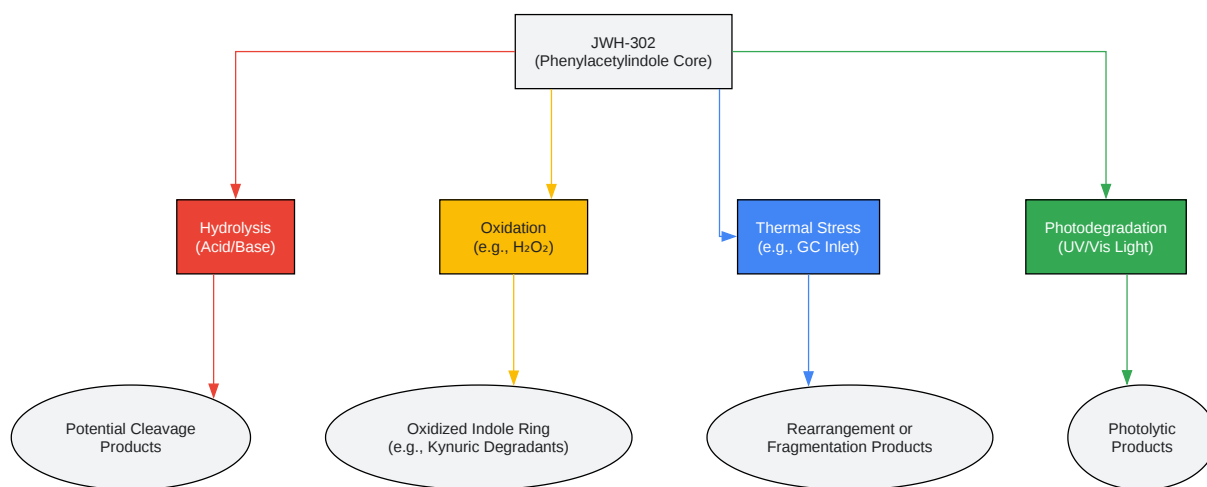 JWH-302
(Phenylacetylindole Core)
Hydrolysis
(Acid/Base)
Oxidation
(e.g., H₂O₂)
Thermal Stress
(e.g., GC Inlet)
Photodegradation
(UV/Vis Light)
Potential Cleavage
Products
Oxidized Indole Ring
(e.g., Kynuric Degradants)
Rearrangement or
Fragmentation Products
Photolytic
Products